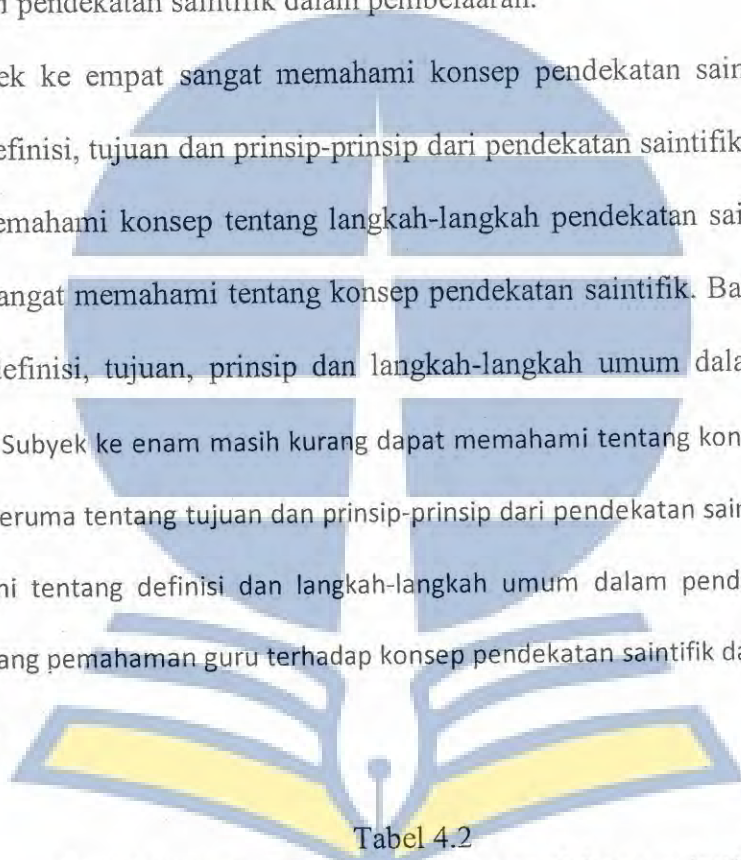 pendekatan saintifik dalam pembelaaran.
ek ke empat sangat memahami konsep pendekatan sain
efinisi, tujuan dan prinsip-prinsip dari pendekatan saintifik
emahami konsep tentang langkah-langkah pendekatan sai
angat memahami tentang konsep pendekatan saintifik. Ba
definisi, tujuan, prinsip dan langkah-langkah umum dala
Subyek ke enam masih kurang dapat memahami tentang kon
eruma tentang tujuan dan prinsip-prinsip dari pendekatan sain
ni tentang definisi dan langkah-langkah umum dalam pend
ang pemahaman guru terhadap konsep pendekatan saintifik da
Tabel 4.2